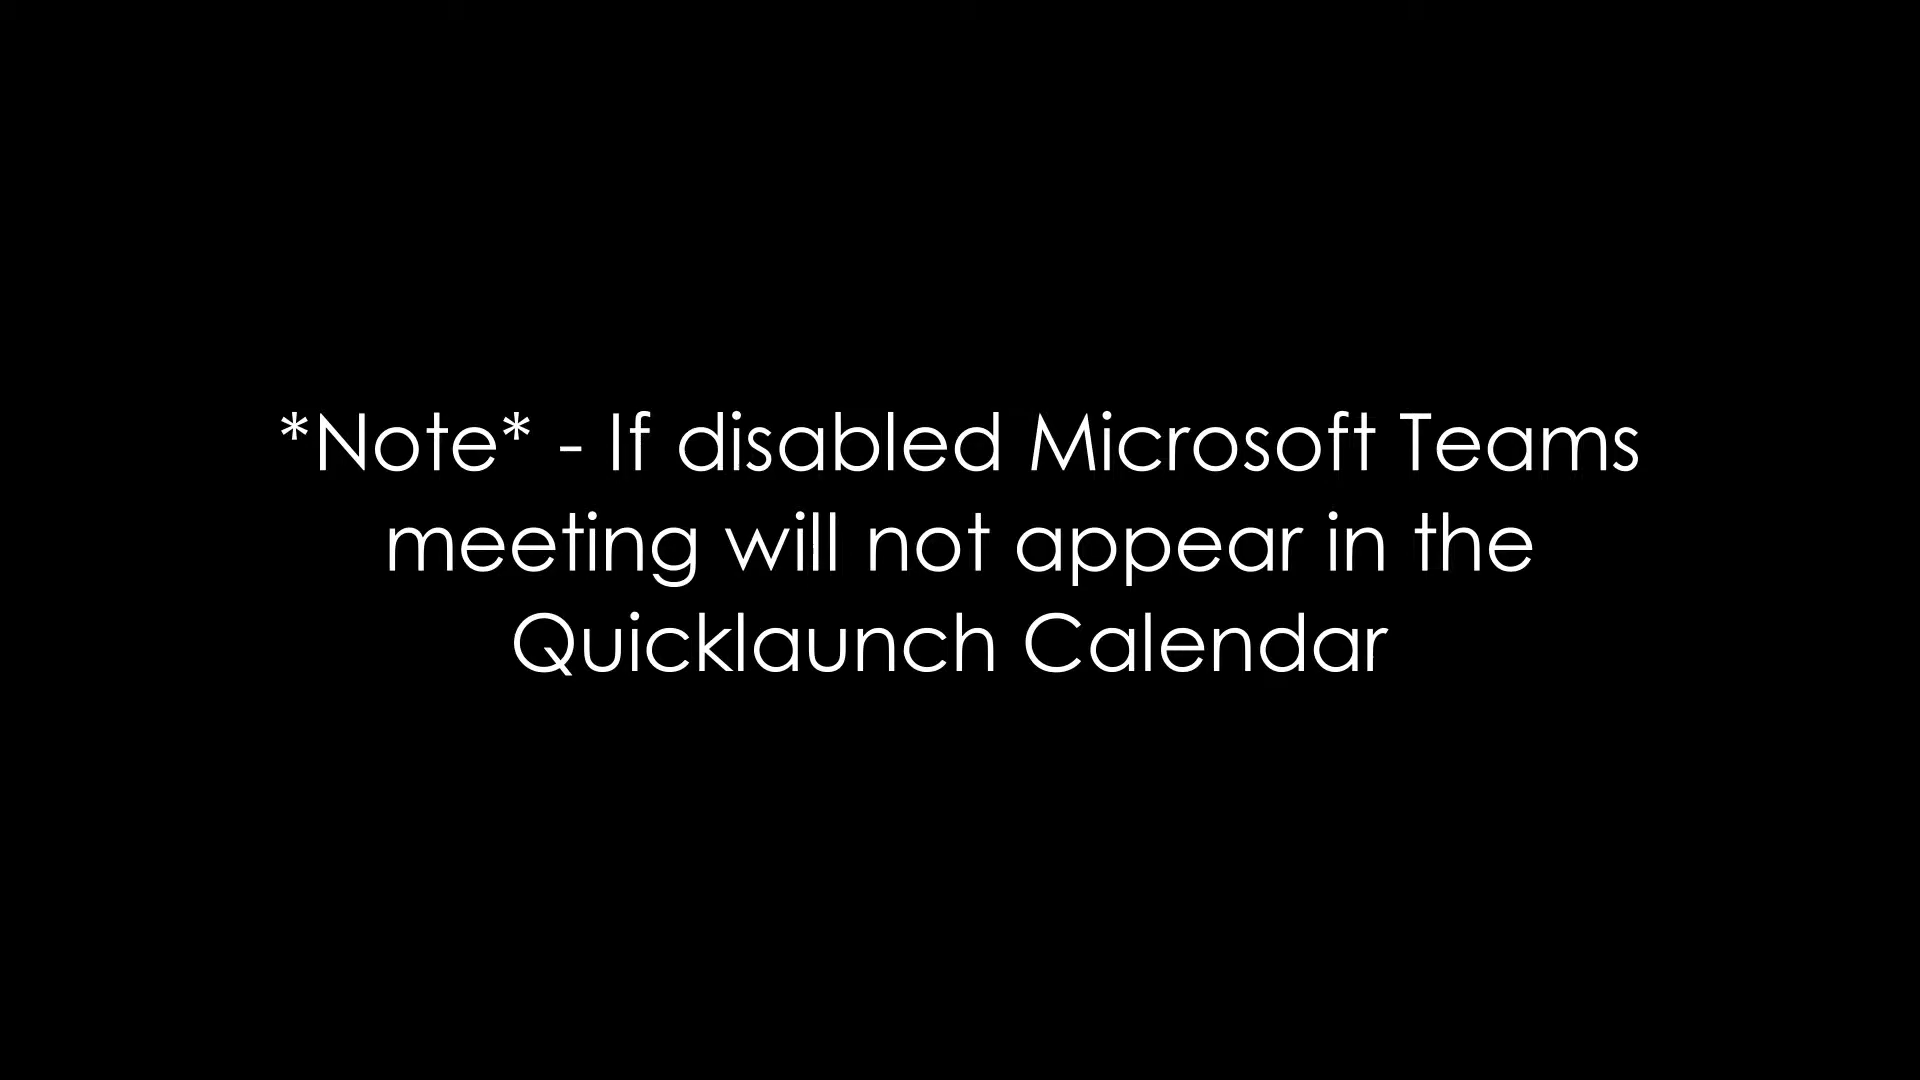 *Note* - If disabled Microsoft Teams
meeting will not appear in the
Quicklaunch Calendar